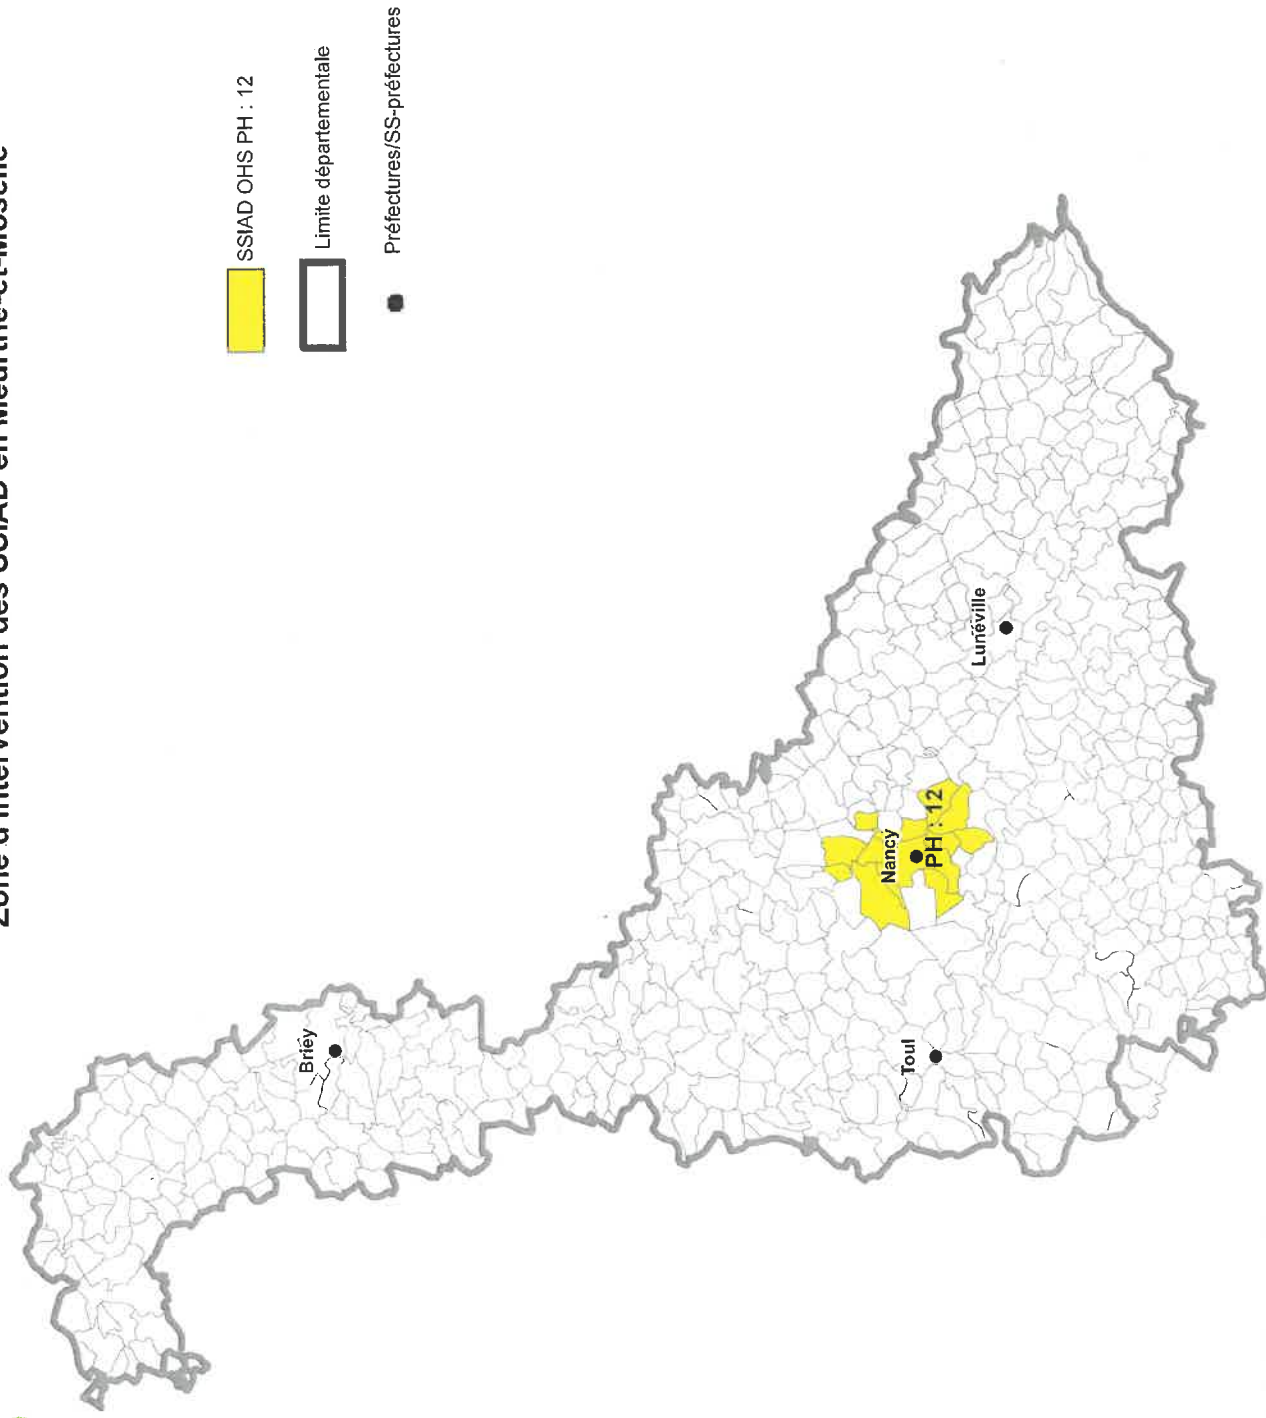 Zone d'intervention des SSIAD en Meurthe-et-Moselle
SSIAD OHS PH : 12
Limite départementale
Préfectures/SS-préfectures
Briey
Toul
Nancy
PH : 12
Lunéville